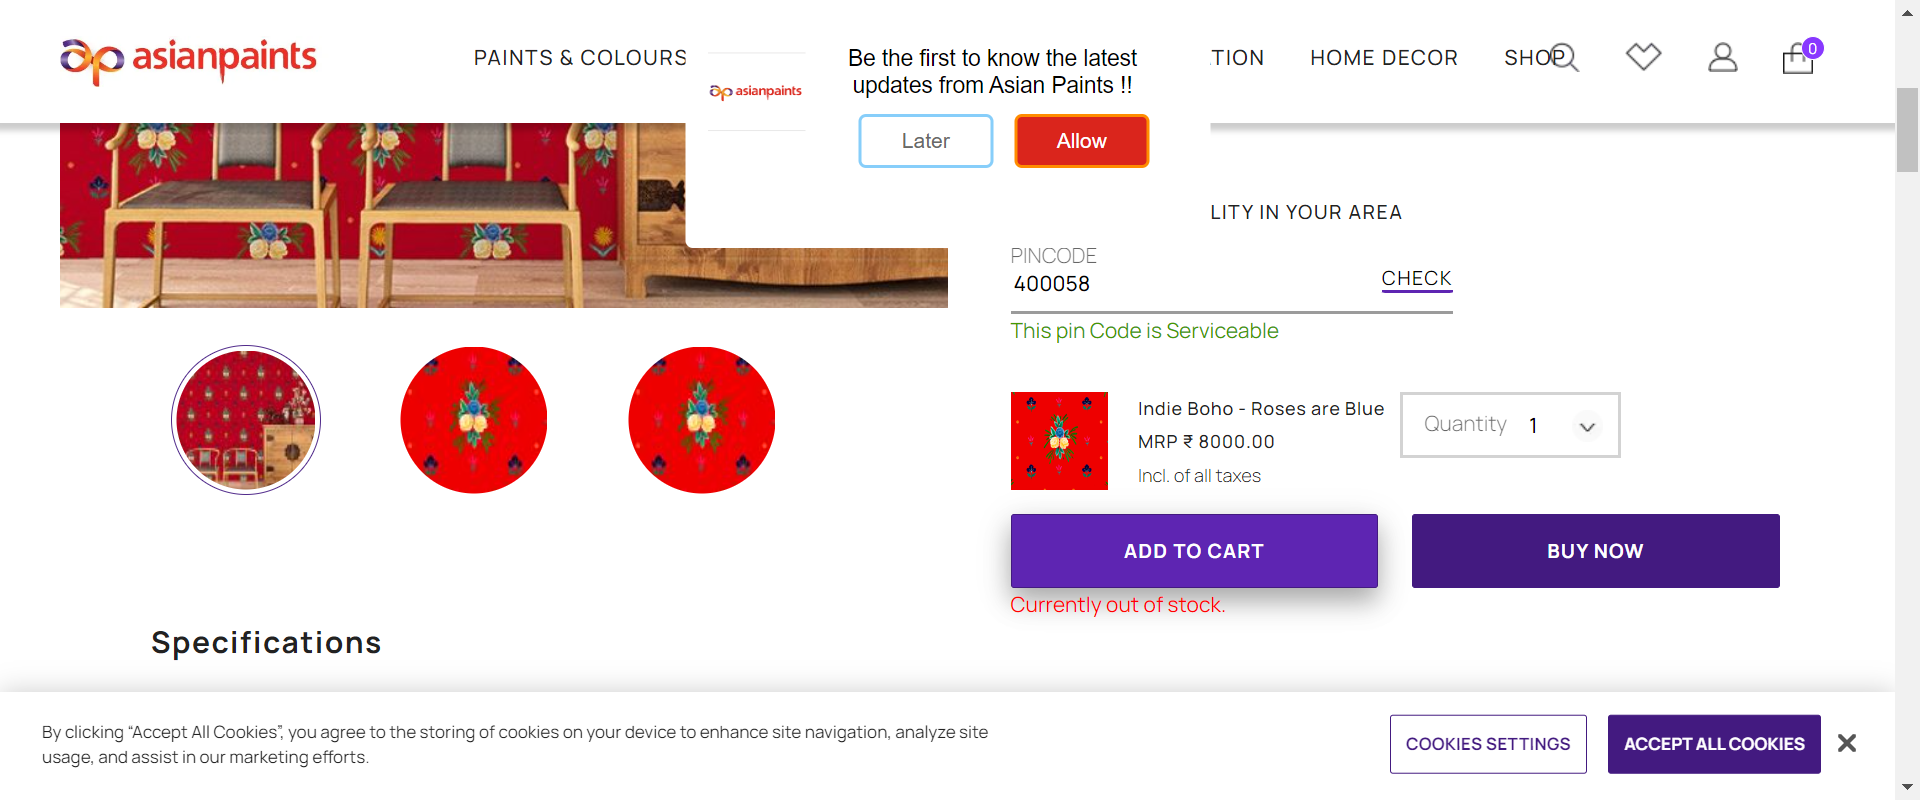 asianpaints
PAINTS & COLOURS
TION
HOME DECOR
SHOP
0
asianpaints
Be the first to know the latest
updates from Asian Paints !!
Later
Allow
LITY IN YOUR AREA
PINCODE
400058
CHECK
This pin Code is Serviceable
Indie Boho - Roses are Blue
MRP ₹ 8000.00
Incl. of all taxes
Quantity 1
ADD TO CART
BUY NOW
Currently out of stock.
Specifications
By clicking “Accept All Cookies”, you agree to the storing of cookies on your device to enhance site navigation, analyze site
usage, and assist in our marketing efforts.
COOKIES SETTINGS
ACCEPT ALL COOKIES